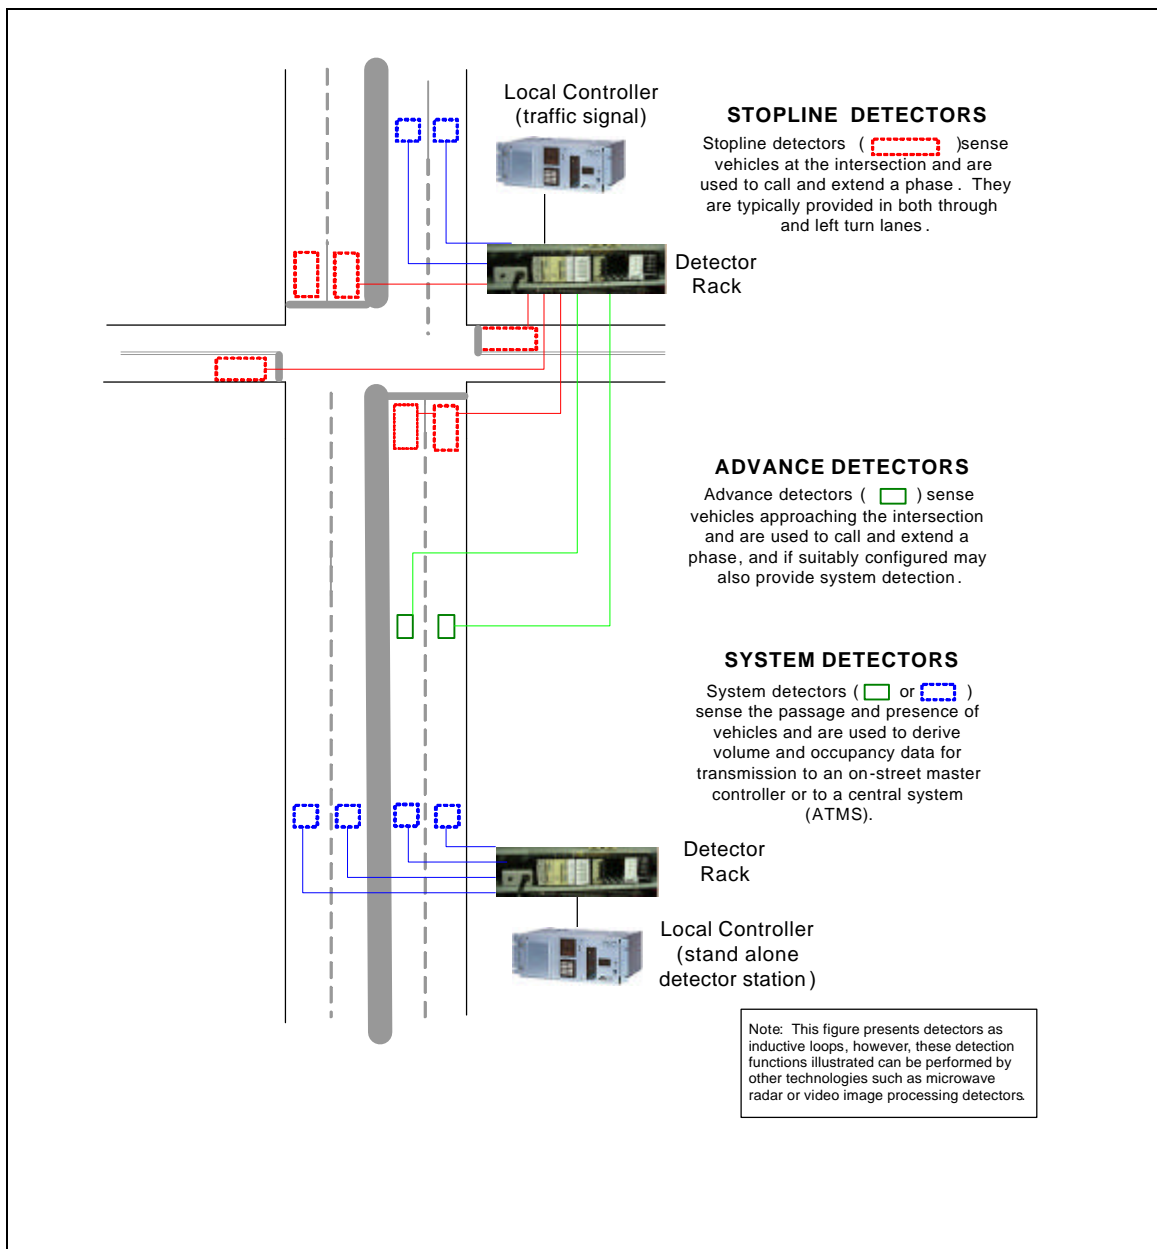 Local Controller
(traffic signal)
STOPLINE DETECTORS
Stopline detectors ( )sense
vehicles at the intersection and are
used to call and extend a phase . They
are typically provided in both through
and left turn lanes .
Detector
Rack
ADVANCE DETECTORS
Advance detectors ( ) sense
vehicles approaching the intersection
and are used to call and extend a
phase, and if suitably configured may
also provide system detection .
SYSTEM DETECTORS
System detectors ( or )
sense the passage and presence of
vehicles and are used to derive
volume and occupancy data for
transmission to an on-street master
controller or to a central system
(ATMS).
Detector
Rack
Local Controller
(stand alone
detector station )
Note: This figure presents detectors as
inductive loops, however, these detection
functions illustrated can be performed by
other technologies such as microwave
radar or video image processing detectors.